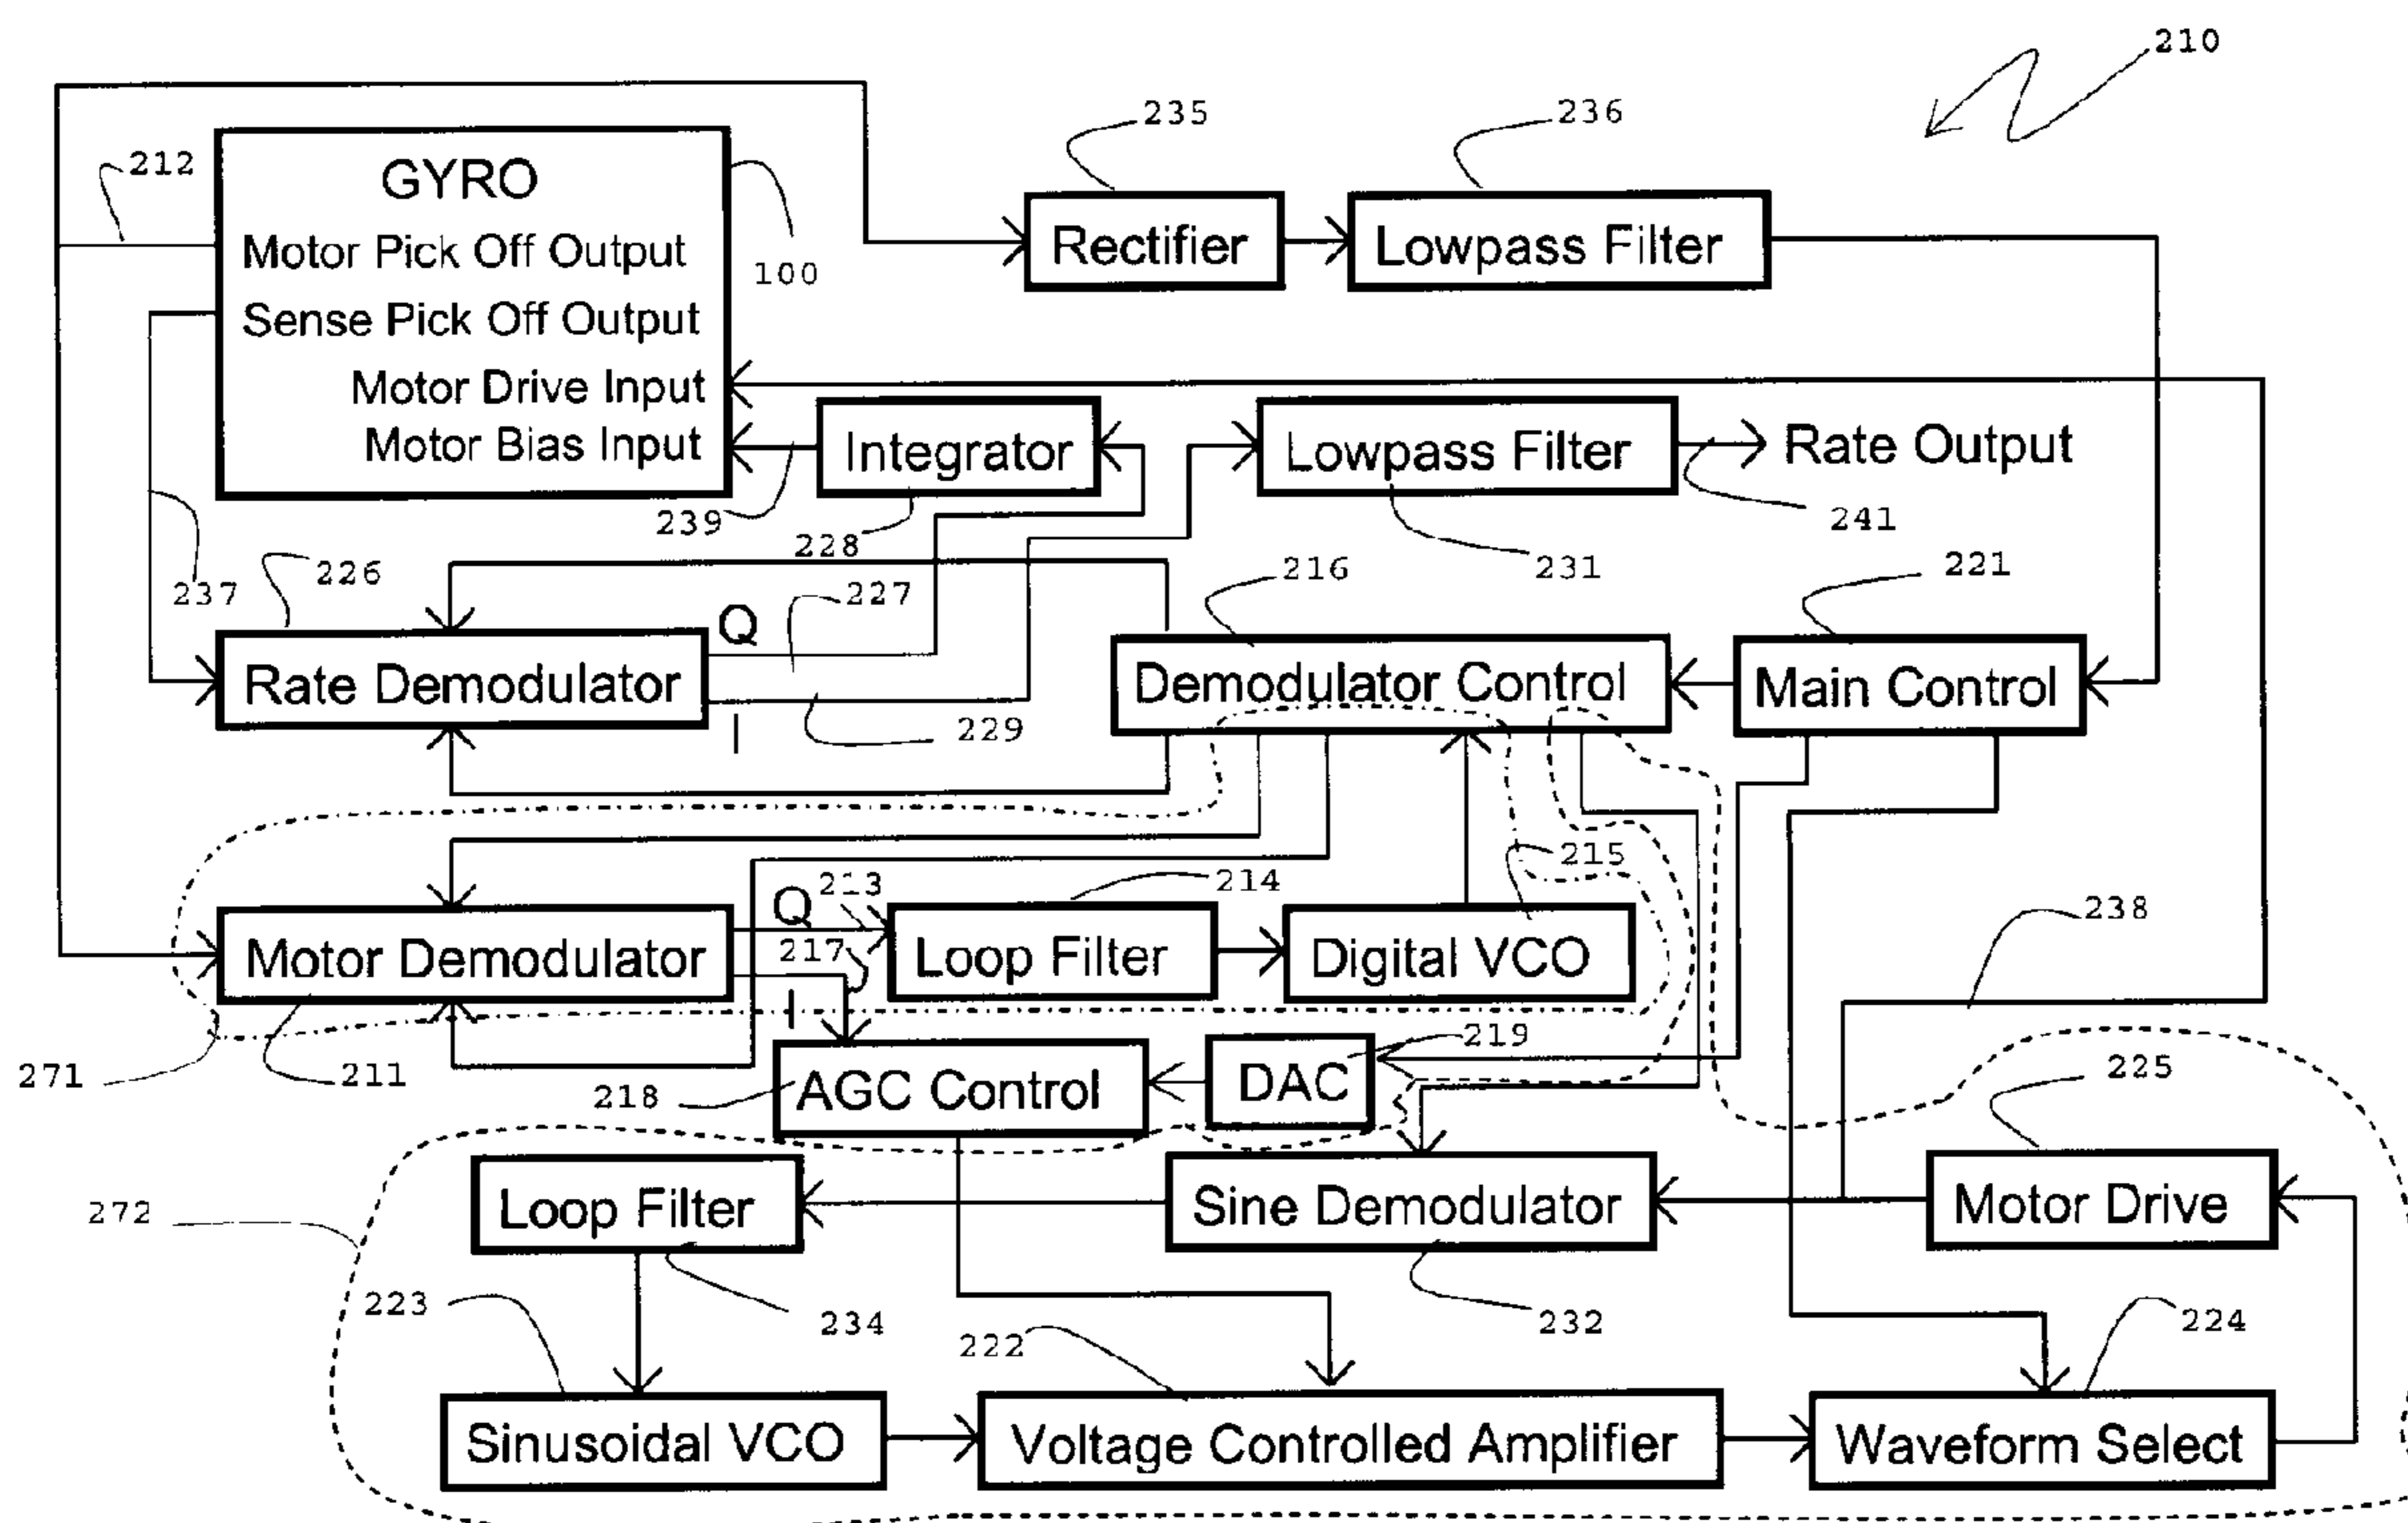 210
235
236
212
GYRO
Motor Pick Off Output
100
Rectifier
Lowpass Filter
Sense Pick Off Output
Motor Drive Input
Motor Bias Input
Integrator
Lowpass Filter
Rate Output
239
228
241
237
226
227
216
231
221
Q
Rate Demodulator
Demodulator Control
Main Control
I
229
215
Q
213
214
238
Motor Demodulator
217
Loop Filter
Digital VCO
I
271
211
219
218
AGC Control
DAC
225
272
Loop Filter
Sine Demodulator
Motor Drive
223
234
222
232
224
Sinusoidal VCO
Voltage Controlled Amplifier
Waveform Select